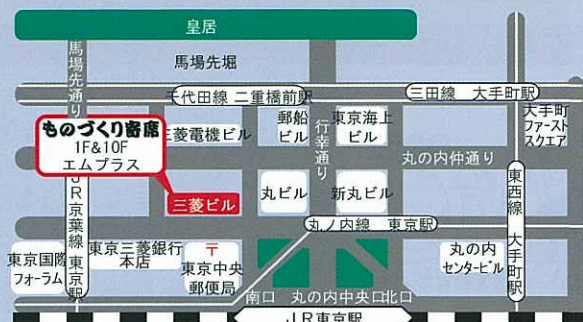 皇居
馬場先通り
馬場先堀
千代田線 二重橋前駅
三田線 大手町駅
ものづくり寄席
1F&10F
エムプラス
三菱電機ビル
郵船
ビル
行幸通り
東京海上
ビル
大手町
ファースト
スクエア
丸の内仲通り
三菱ビル
丸ビル
新丸ビル
東西線 大手町駅
JR京葉線 東京駅
丸ノ内線 東京駅
東京国際
フォーラム
東京三菱銀行
本店
〒
東京中央
郵便局
丸の内
センタービル
南口
丸の内中央口
北口
JR東京駅